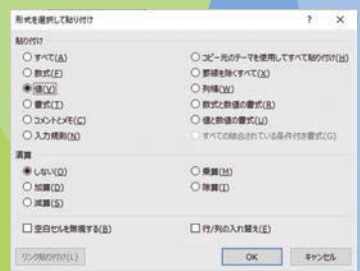 形式を選択して貼り付け ? ×
貼り付け
すべて(A)
コピー元のテーマを使用してすべて貼り付け(H)
数式(F)
罫線を除くすべて(X)
値(V)
列幅(W)
書式(T)
数式と数値の書式(R)
コメントとメモ(C)
値と数値の書式(U)
入力規則(N)
すべての結合されている条件付き書式(G)
演算
しない(O)
乗算(M)
加算(D)
除算(I)
減算(S)
空白セルを無視する(B)
行/列の入れ替え(E)
リンク貼り付け(L)
OK
キャンセル